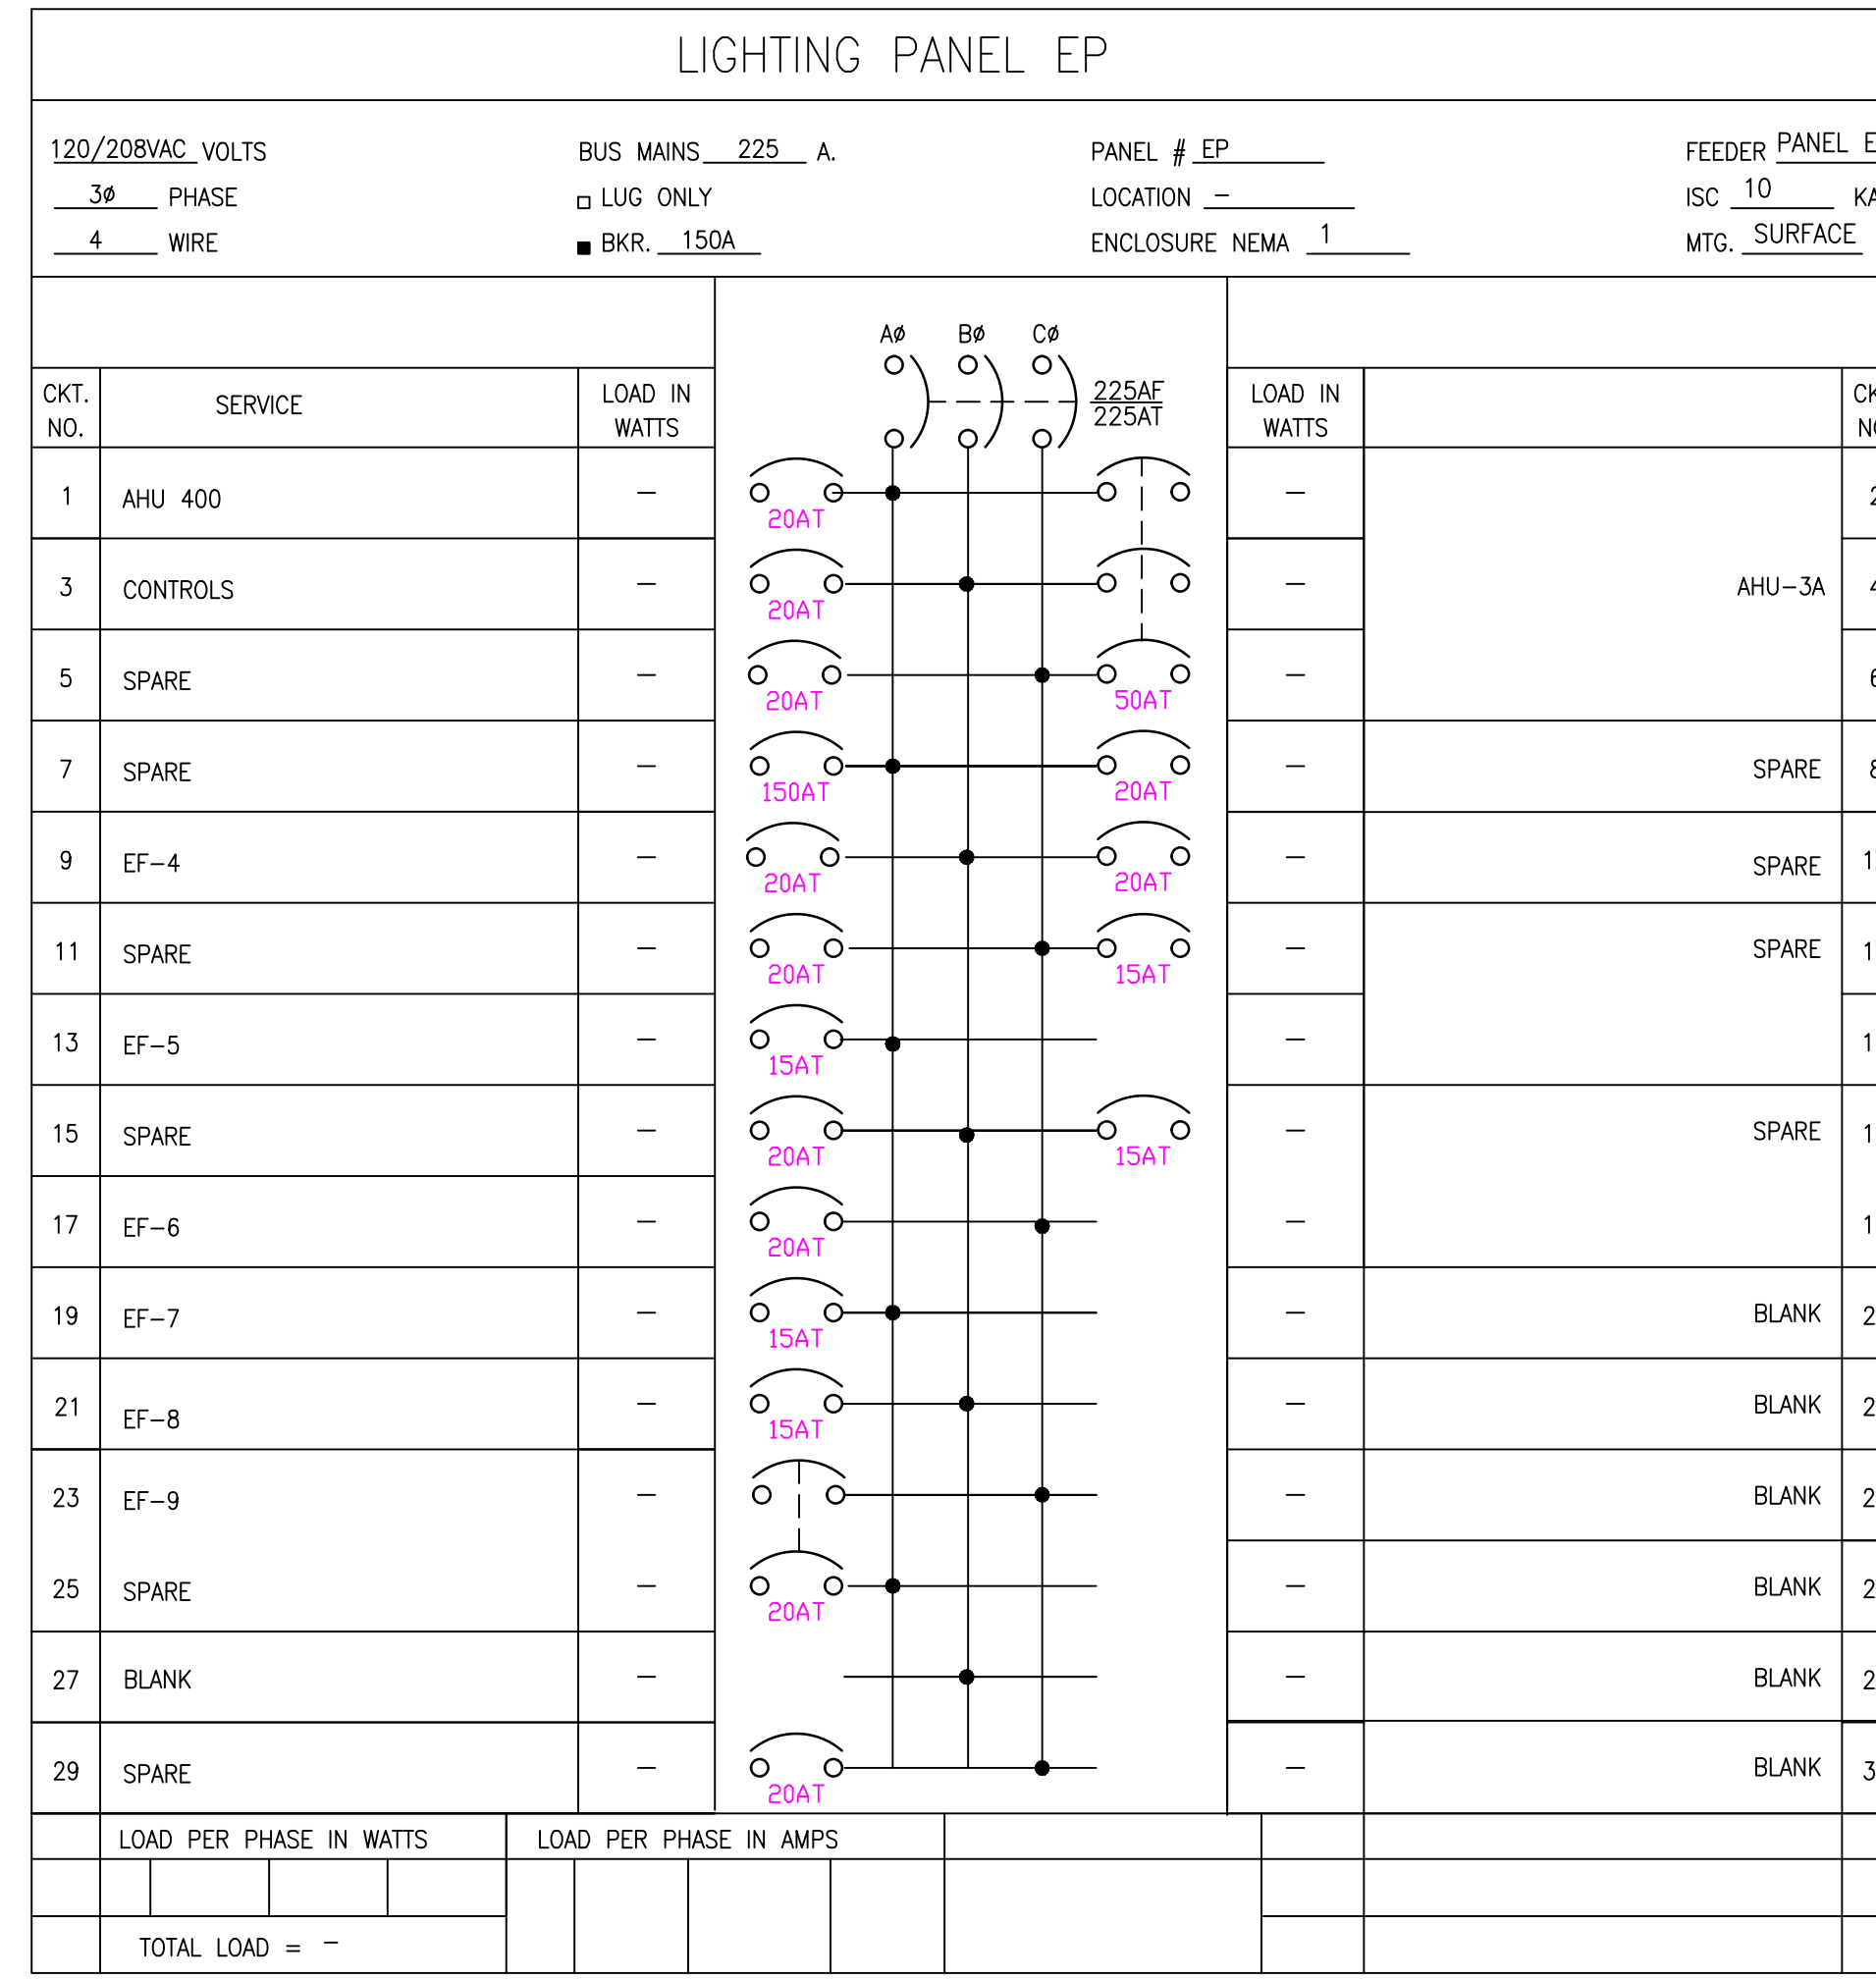 LIGHTING PANEL EP
120/208VAC VOLTS BUS MAINS 225 A. PANEL # EP FEEDER PANEL E
3ø PHASE LUG ONLY LOCATION – ISC 10 KA
4 WIRE BKR. 150A ENCLOSURE NEMA 1 MTG. SURFACE
Aø Bø Cø
225AF
225AT
CKT. NO. SERVICE LOAD IN WATTS LOAD IN WATTS
1 AHU 400 – 20AT –
3 CONTROLS – 20AT – AHU-3A
5 SPARE – 20AT 50AT –
7 SPARE – 150AT 20AT – SPARE
9 EF-4 – 20AT 20AT – SPARE
11 SPARE – 20AT 15AT – SPARE
13 EF-5 – 15AT –
15 SPARE – 20AT 15AT – SPARE
17 EF-6 – 20AT –
19 EF-7 – 15AT – BLANK
21 EF-8 – 15AT – BLANK
23 EF-9 – – BLANK
25 SPARE – 20AT – BLANK
27 BLANK – – BLANK
29 SPARE – 20AT – BLANK
LOAD PER PHASE IN WATTS LOAD PER PHASE IN AMPS
TOTAL LOAD = –